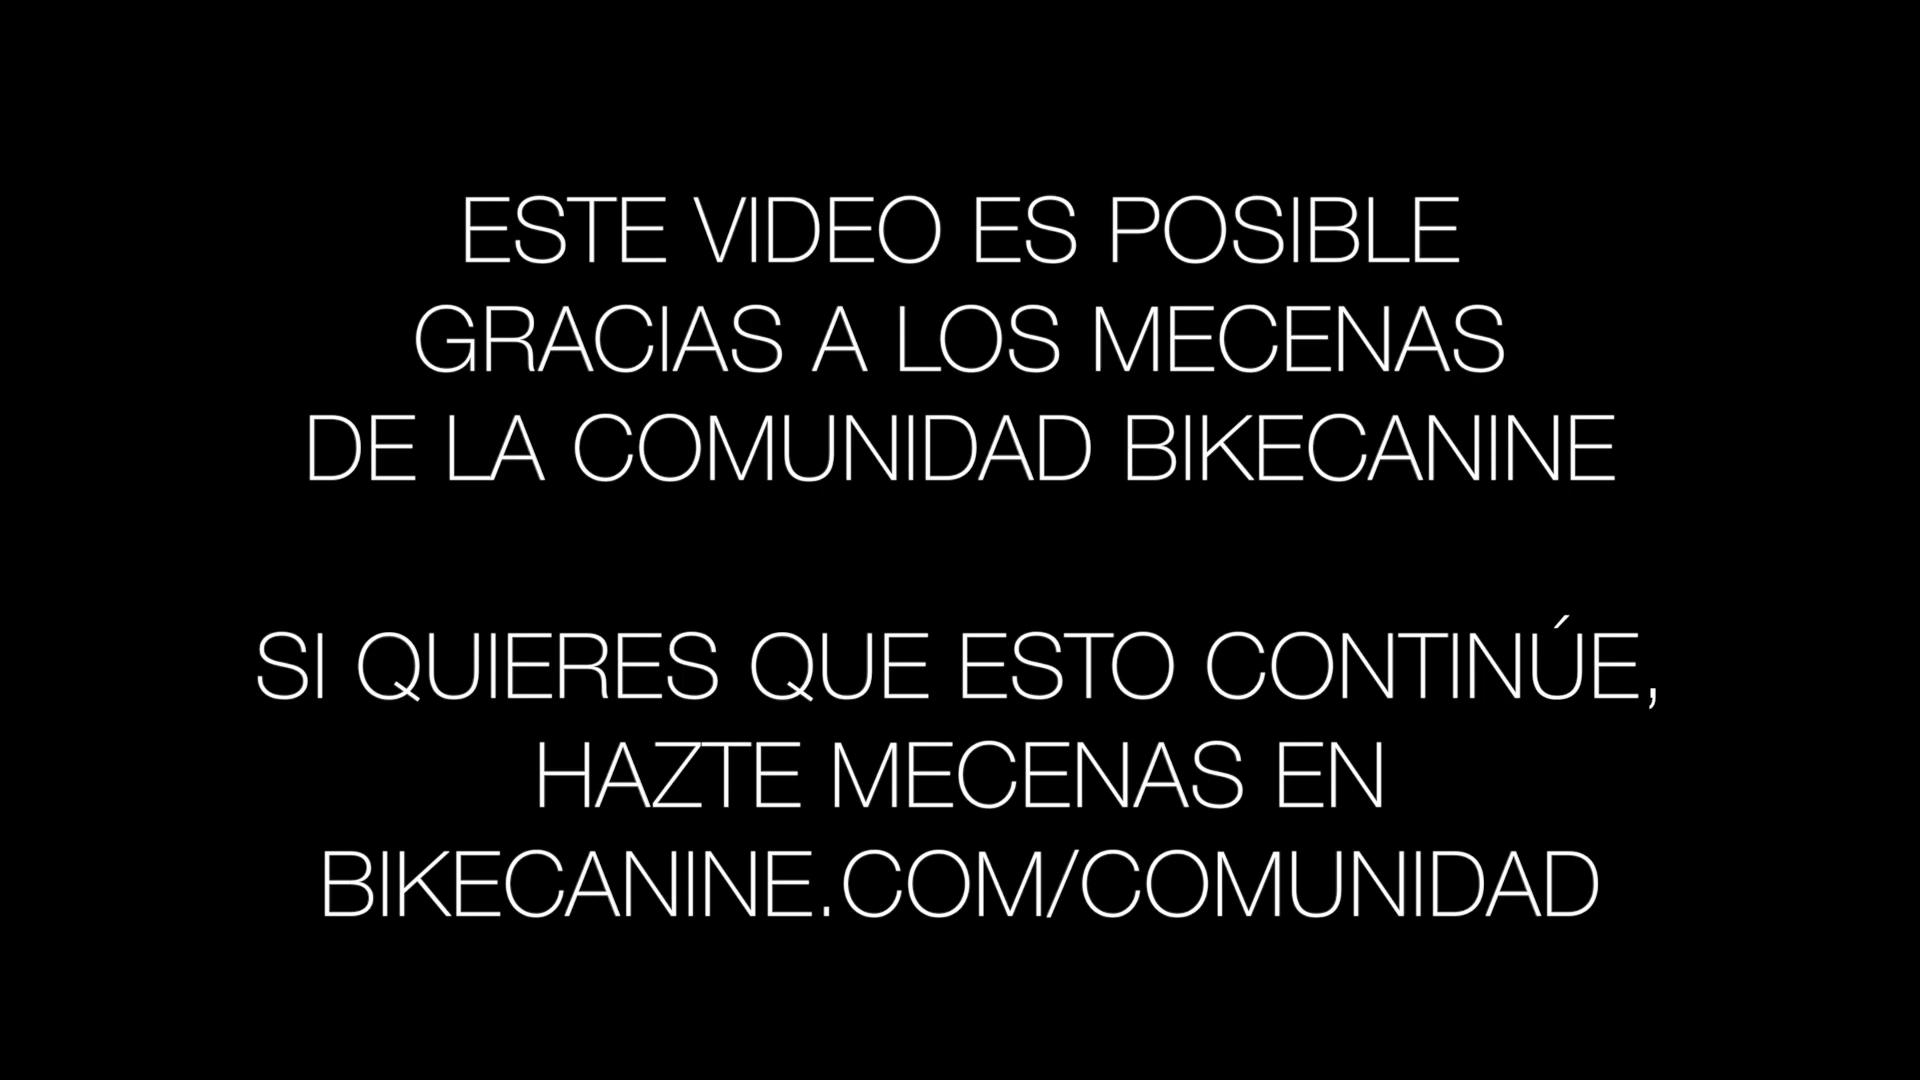 ESTE VIDEO ES POSIBLE
GRACIAS A LOS MECENAS
DE LA COMUNIDAD BIKECANINE
SI QUIERES QUE ESTO CONTINÚE,
HAZTE MECENAS EN
BIKECANINE.COM/COMUNIDAD